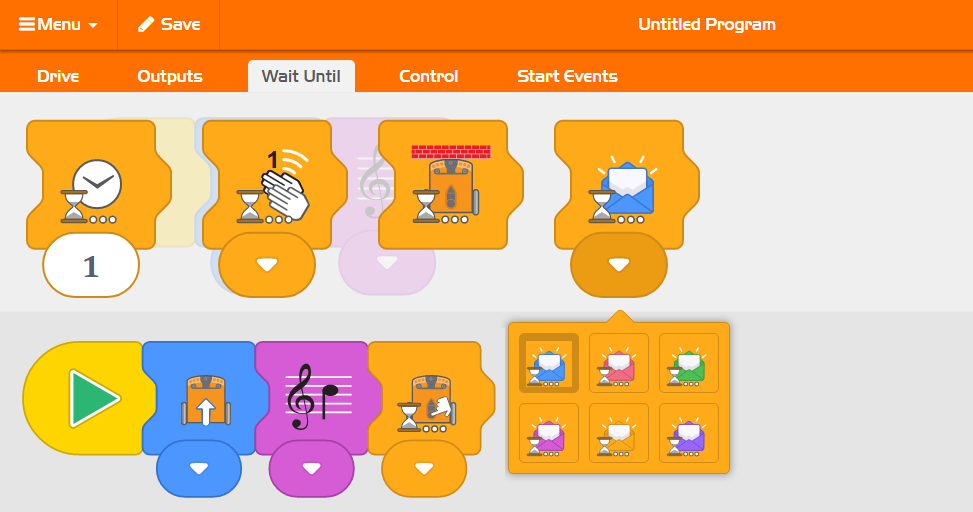 Menu Save Untitled Program
Drive Outputs Wait Until Control Start Events
1
1